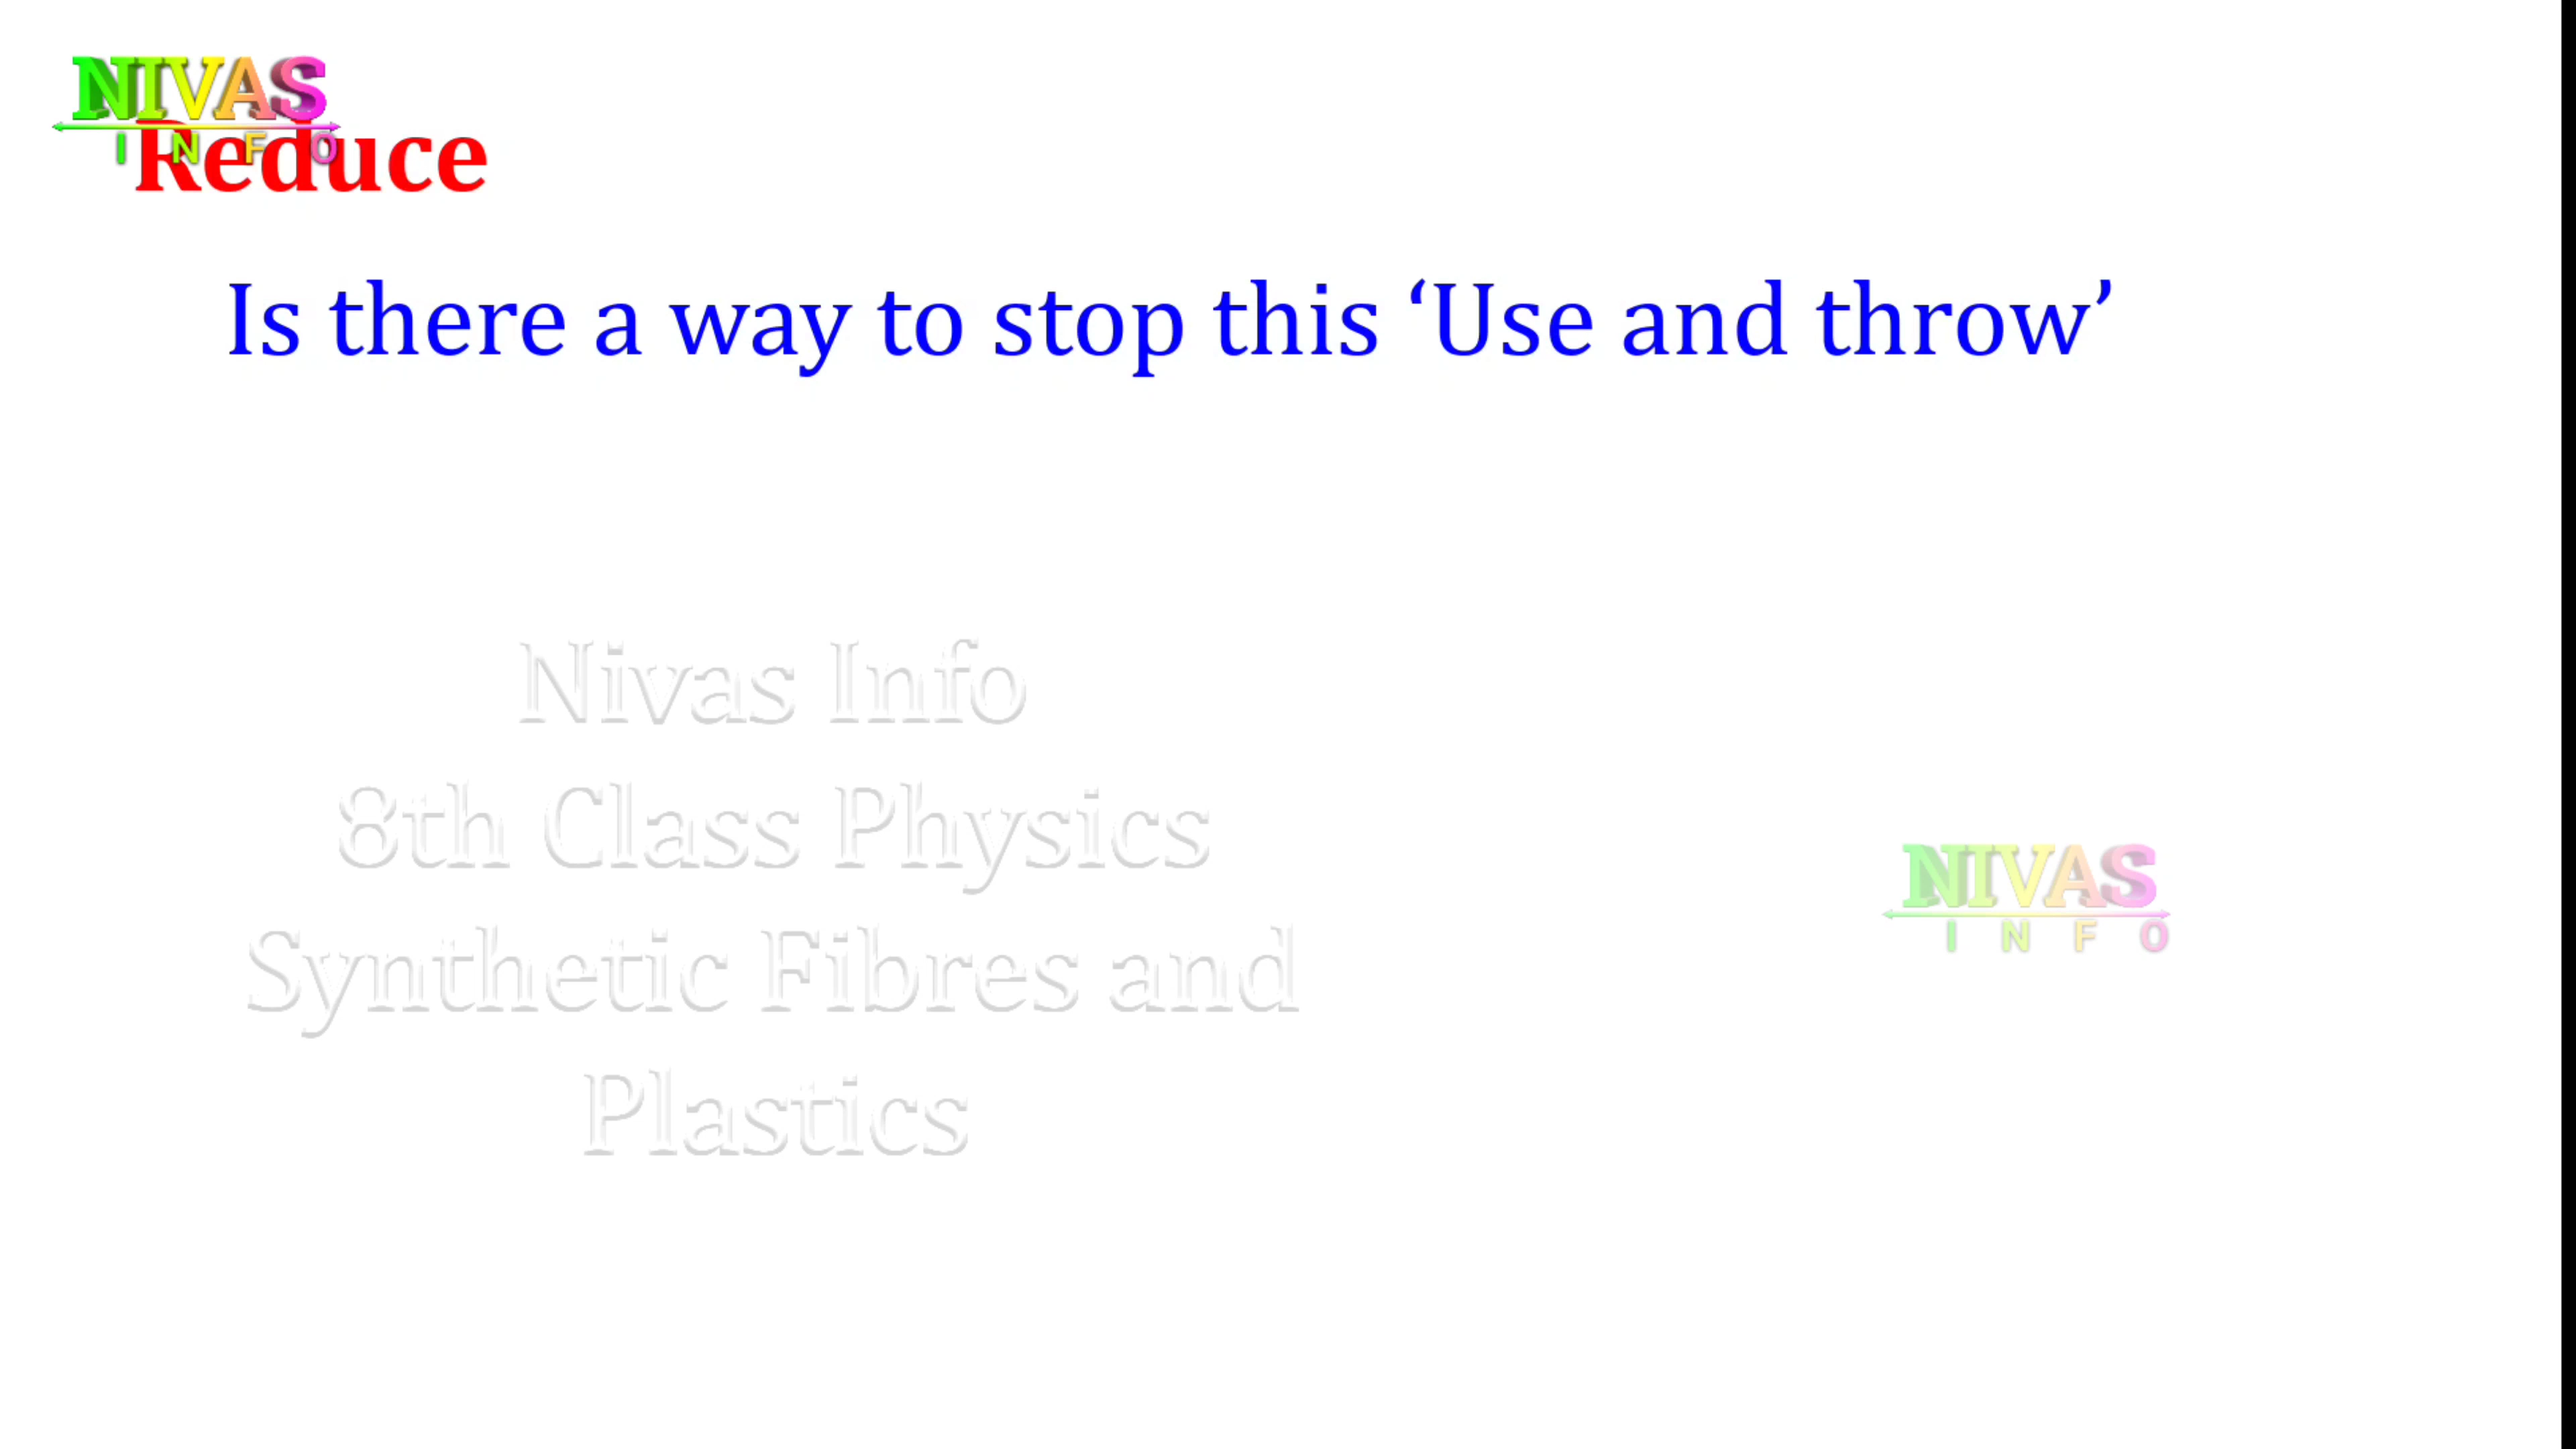 NIVAS
INFO
Reduce
Is there a way to stop this ‘Use and throw’
Nivas Info
8th Class Physics
Synthetic Fibres and
Plastics
NIVAS
INFO